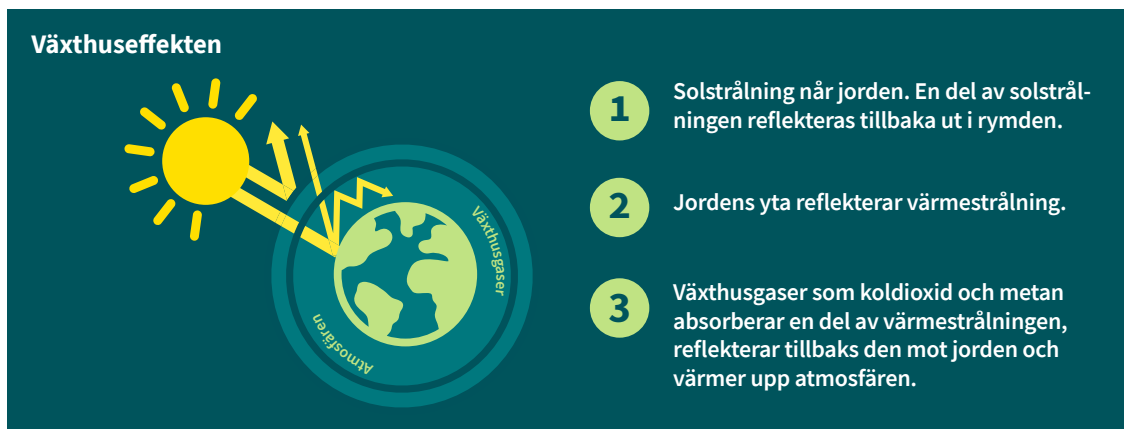 Växthuseffekten
1
Solstrålning når jorden. En del av solstrål-
ningen reflekteras tillbaka ut i rymden.
2
Jordens yta reflekterar värmestrålning.
3
Växthusgaser som koldioxid och metan
absorberar en del av värmestrålningen,
reflekterar tillbaks den mot jorden och
värmer upp atmosfären.
Växthusgaser
Atmosfären